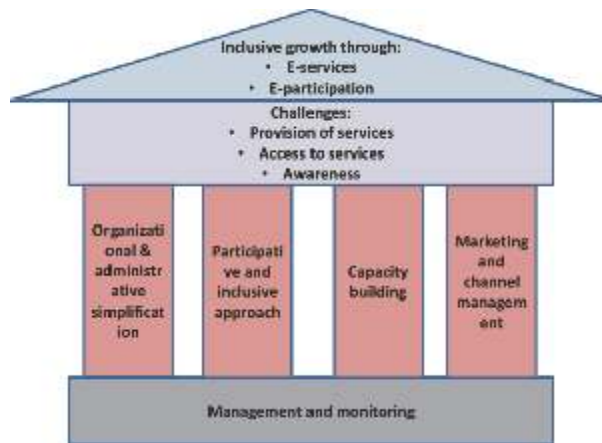 Inclusive growth through:
• E-services
• E-participation
Challenges:
• Provision of services
• Access to services
• Awareness
Organizati
onal &
administr
ative
simplificat
ion
Participati
ve and
inclusive
approach
Capacity
building
Marketing
and
channel
managem
ent
Management and monitoring